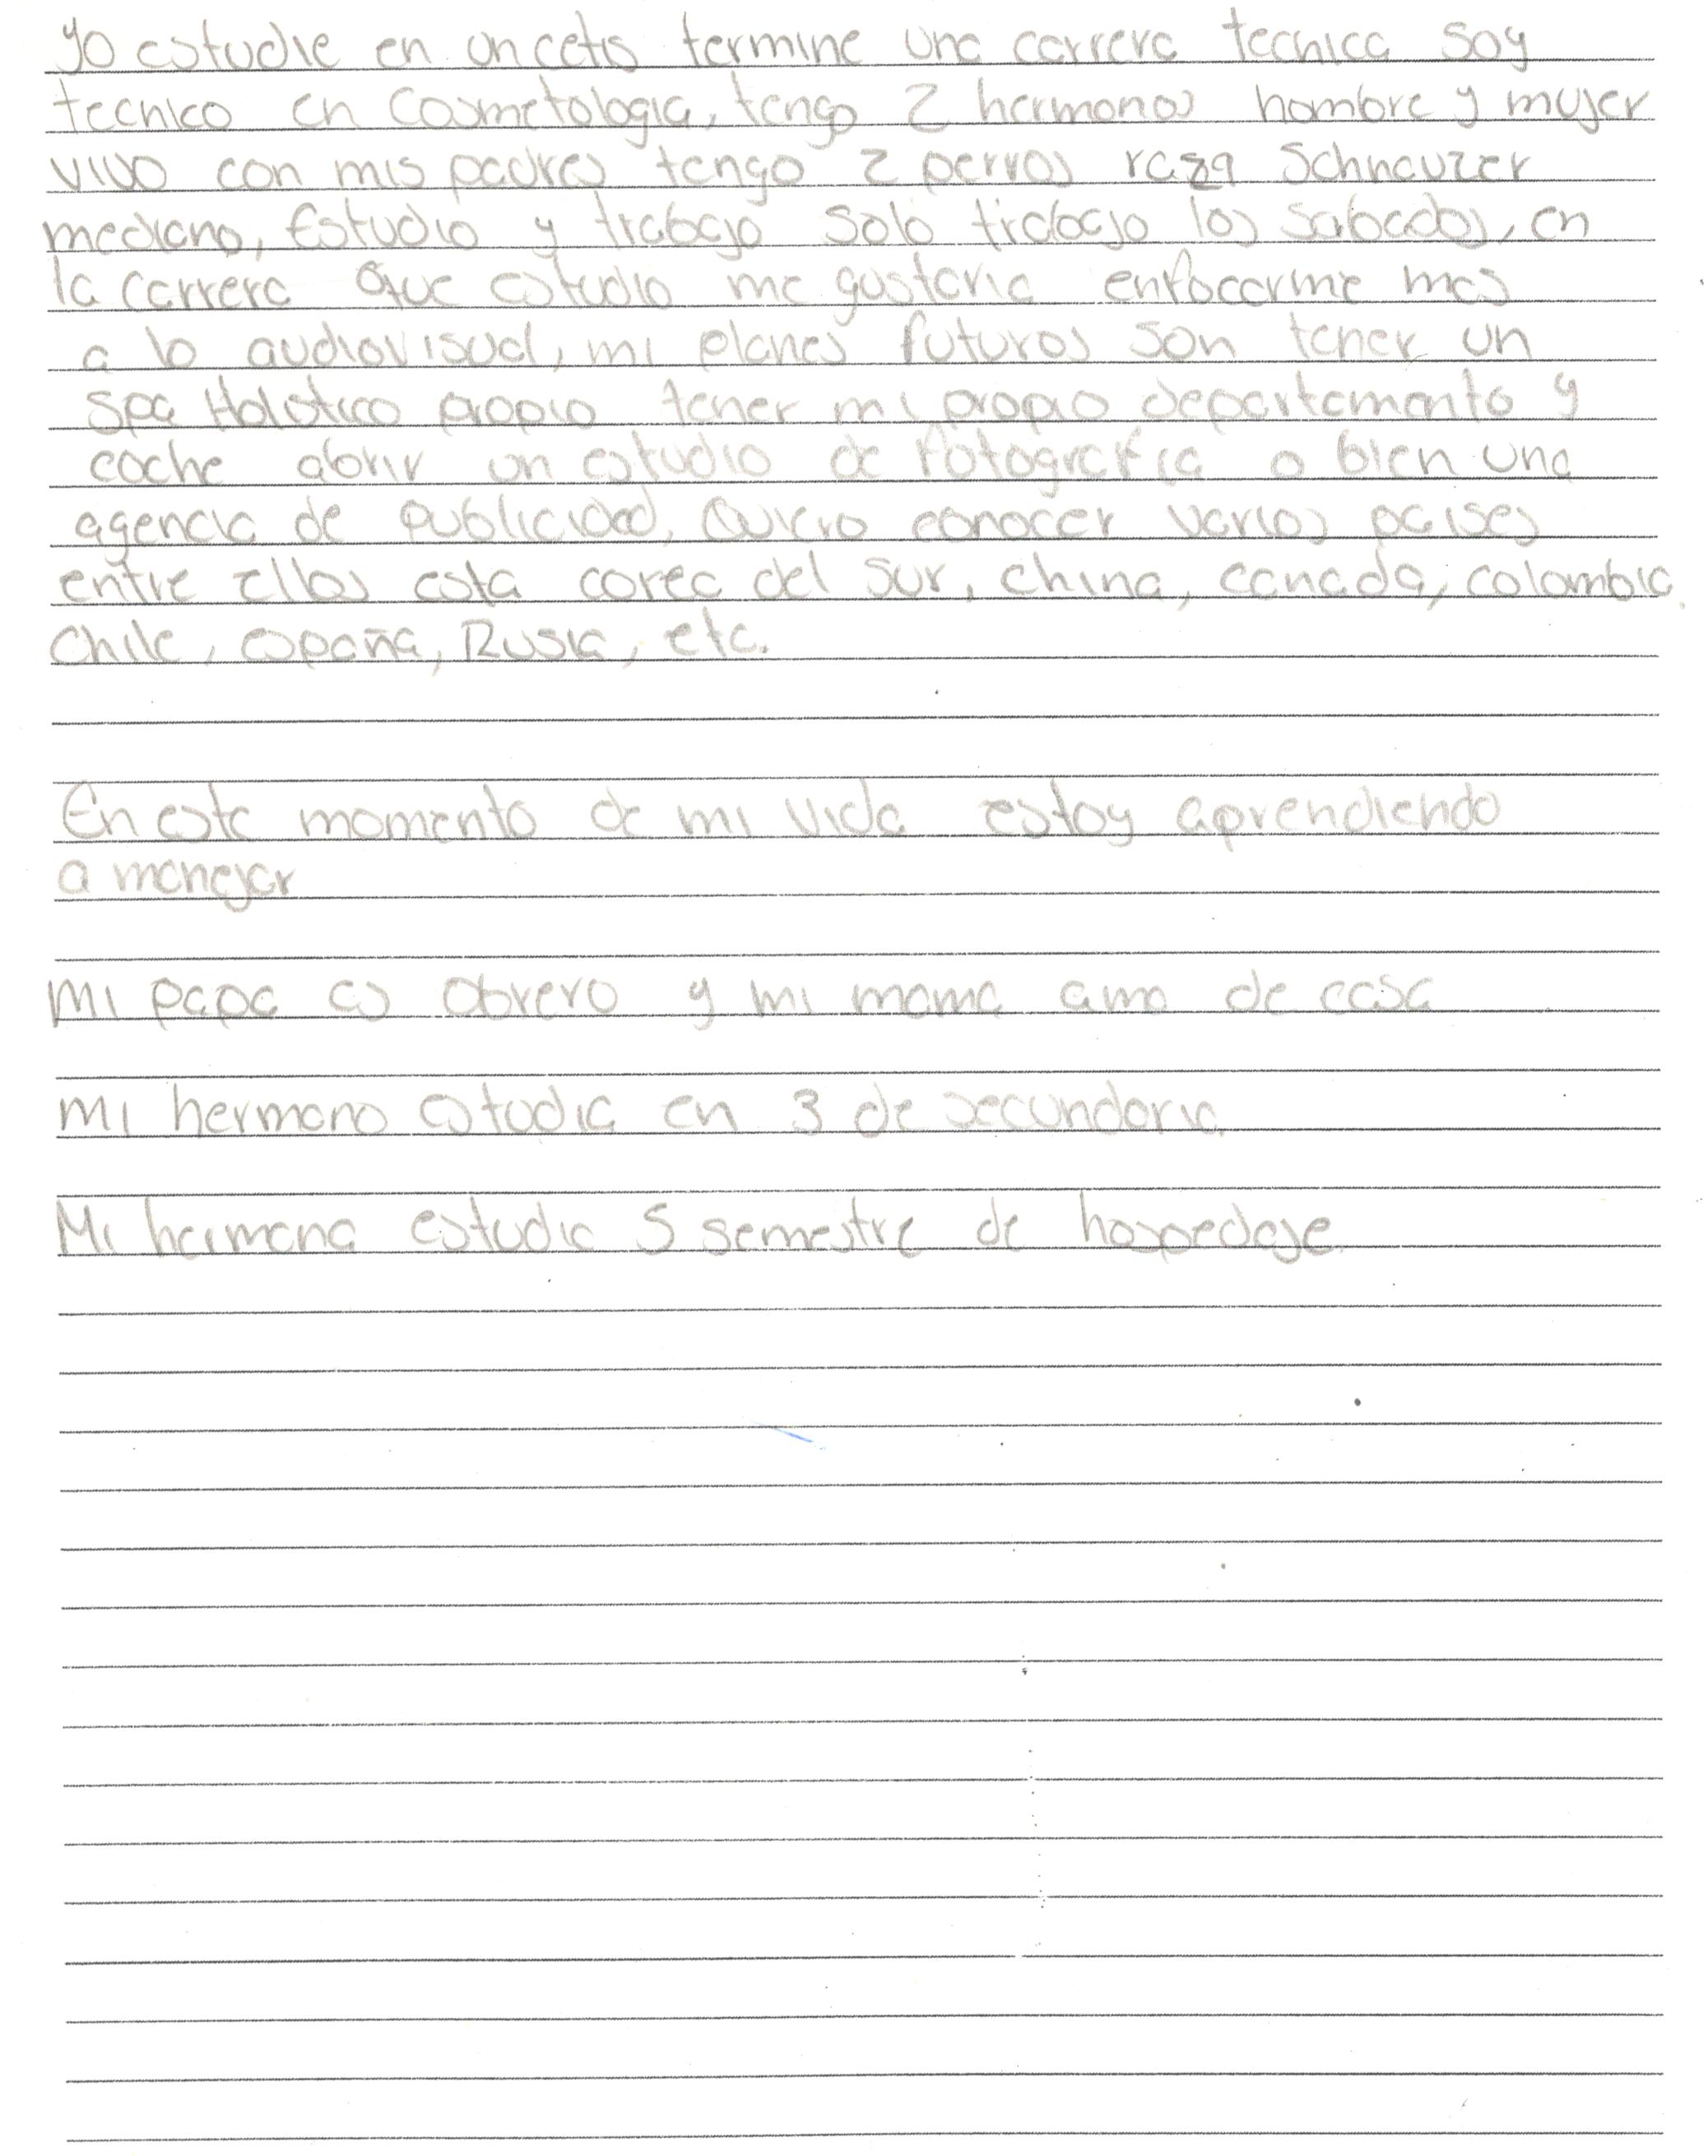 yo estudie en un cetis termine una carrera tecnica soy
tecnico en Cosmetologia, tengo 2 hermanos hombre y mujer
vivo con mis padres tengo 2 perros raza Schnauzer
mediano, Estudio y trabajo solo trabajo los sabados, en
la carrera que estudio me gustaria enfocarme mas
a lo audiovisual, mi planes futuros son tener un
spa Holistico propio tener mi propio departamento y
coche abrir un estudio de fotografia o bien una
agencia de publicidad, Quiero conocer varios paises
entre ellos esta corea del sur, china, canada, colombia,
Chile, españa, Rusia, etc.
En este momento de mi vida estoy aprendiendo
a manejar
Mi papa es obrero y mi mama ama de casa
Mi hermano estudia en 3 de secundaria
Mi hermana estudia 5 semestre de hospedaje.